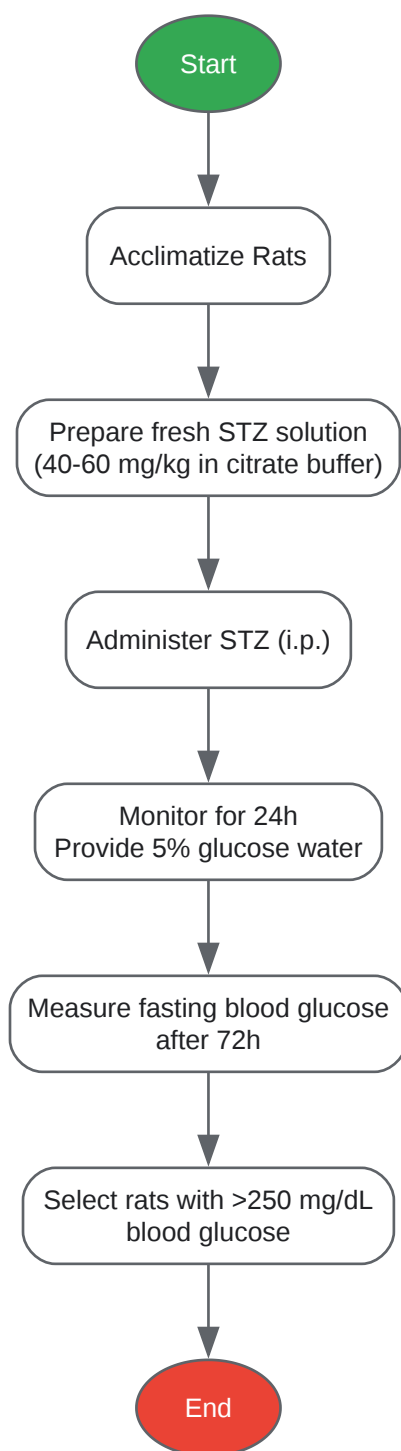 Start
Acclimatize Rats
Prepare fresh STZ solution
(40-60 mg/kg in citrate buffer)
Administer STZ (i.p.)
Monitor for 24h
Provide 5% glucose water
Measure fasting blood glucose
after 72h
Select rats with >250 mg/dL
blood glucose
End